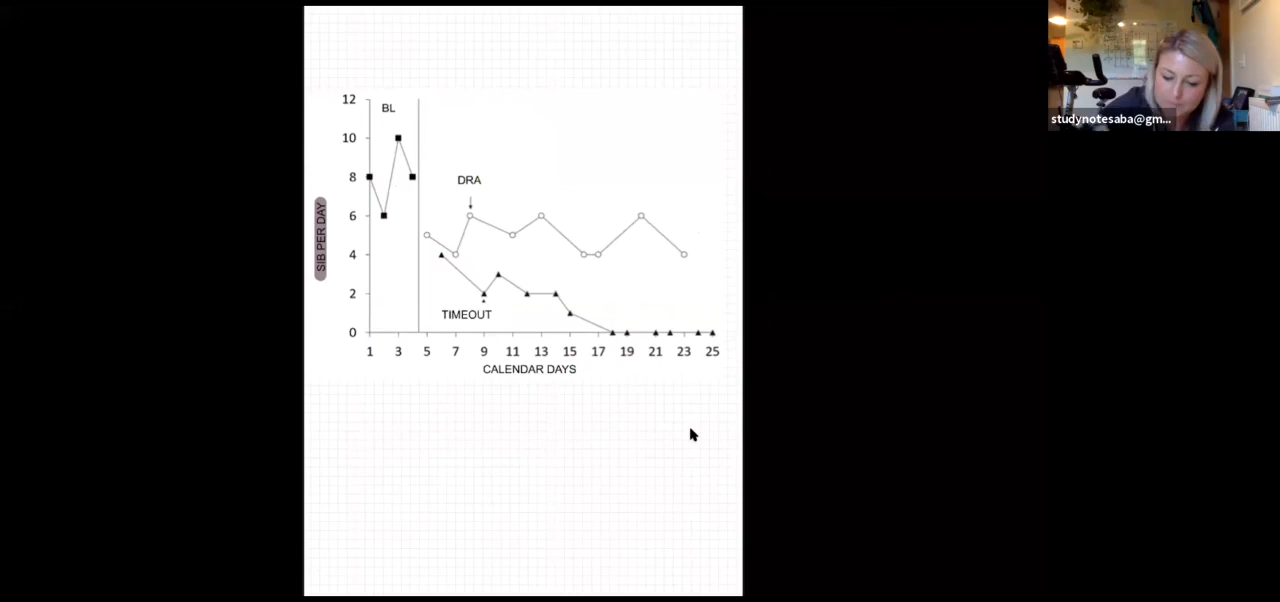 12
BL
10
8
DRA
6
SIB PER DAY
4
2
TIMEOUT
0
1 3 5 7 9 11 13 15 17 19 21 23 25
CALENDAR DAYS
studynotesaba@gm...